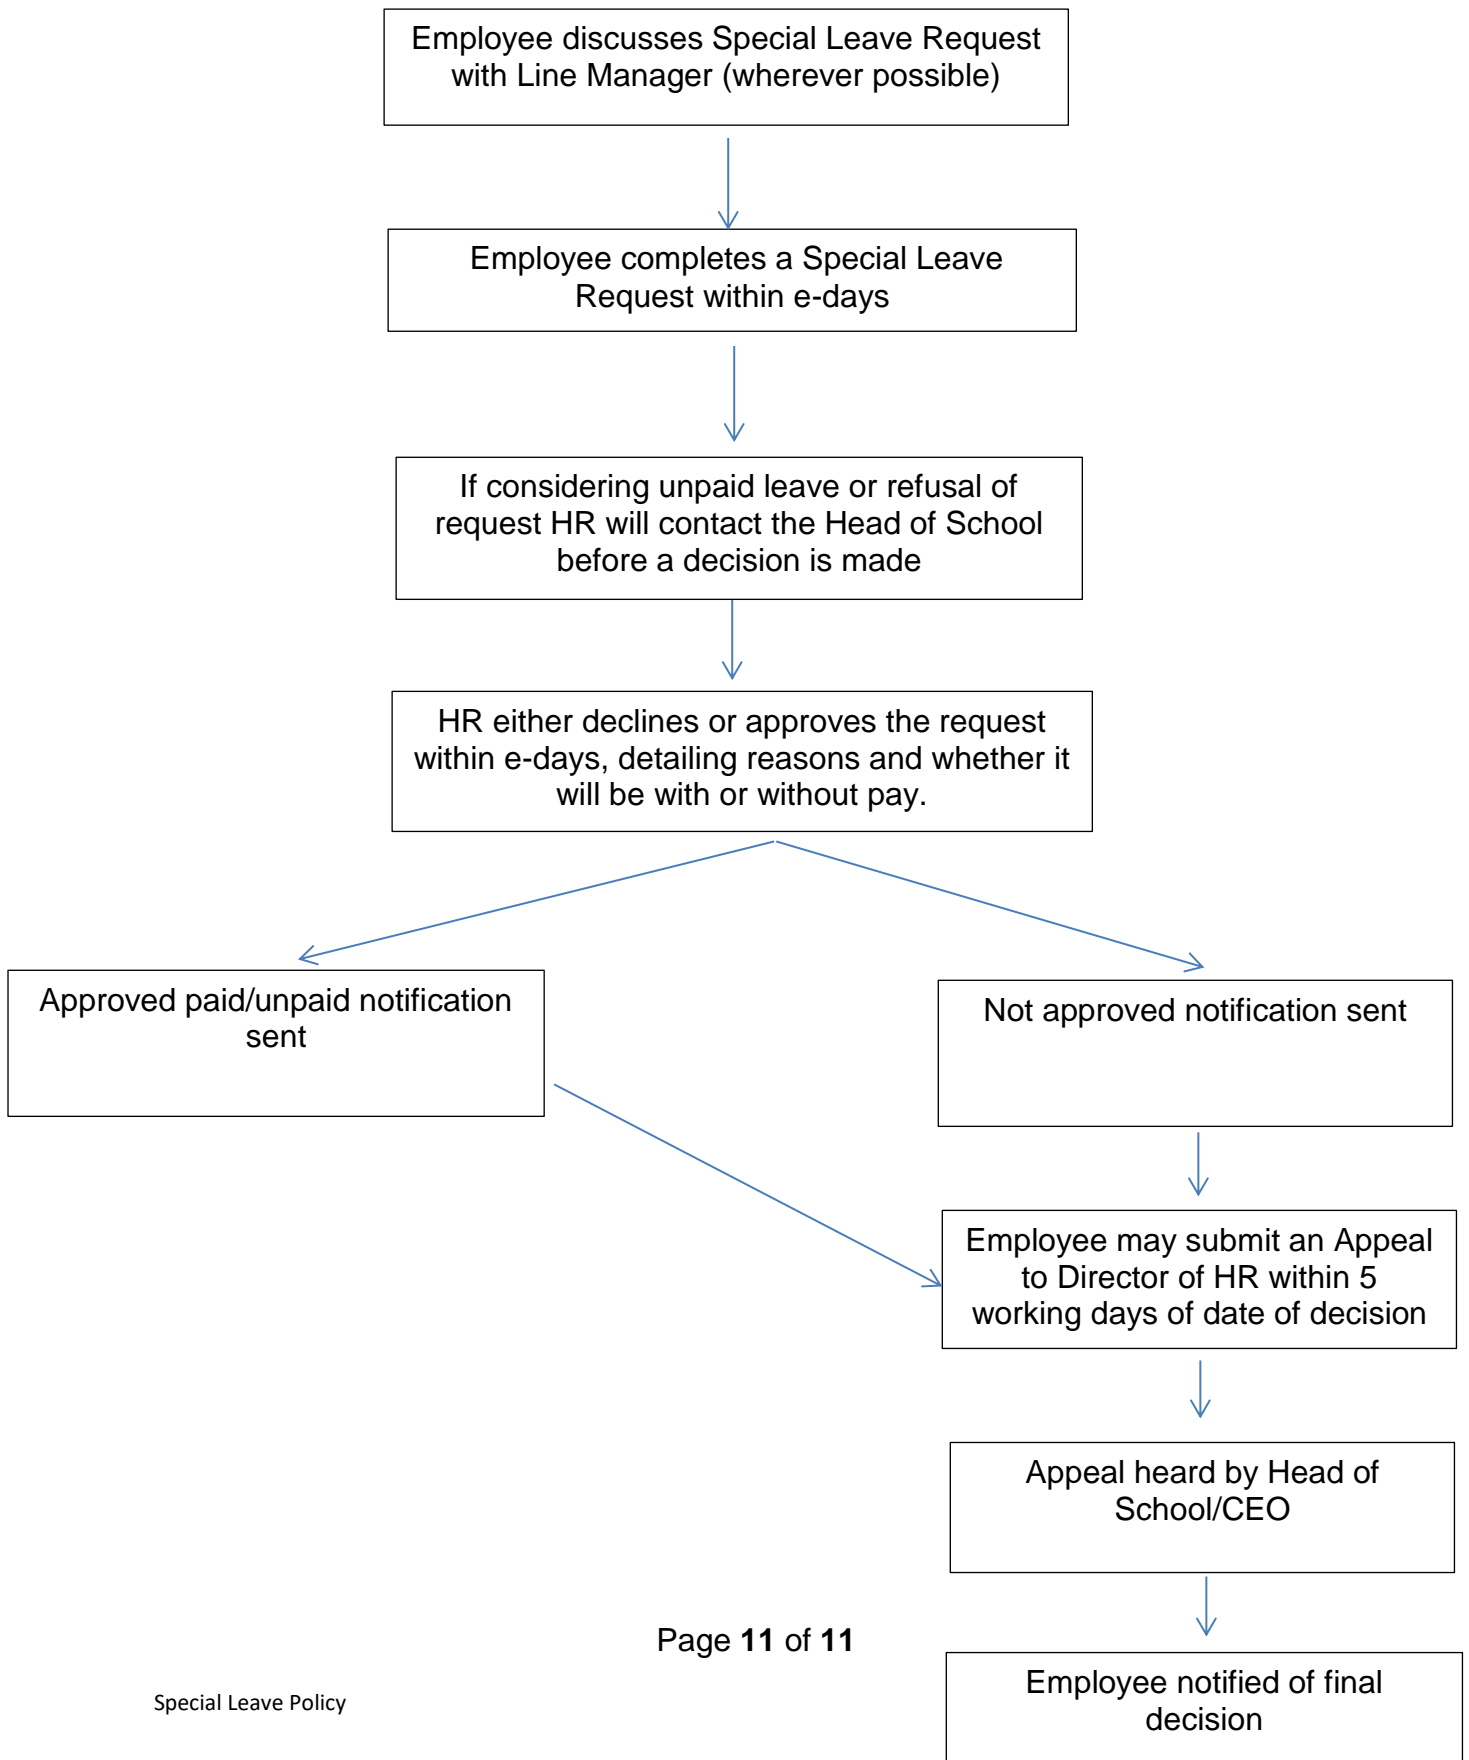 Employee discusses Special Leave Request
with Line Manager (wherever possible)
Employee completes a Special Leave
Request within e-days
If considering unpaid leave or refusal of
request HR will contact the Head of School
before a decision is made
HR either declines or approves the request
within e-days, detailing reasons and whether it
will be with or without pay.
Approved paid/unpaid notification
sent
Not approved notification sent
Employee may submit an Appeal
to Director of HR within 5
working days of date of decision
Appeal heard by Head of
School/CEO
Page 11 of 11
Employee notified of final
decision
Special Leave Policy